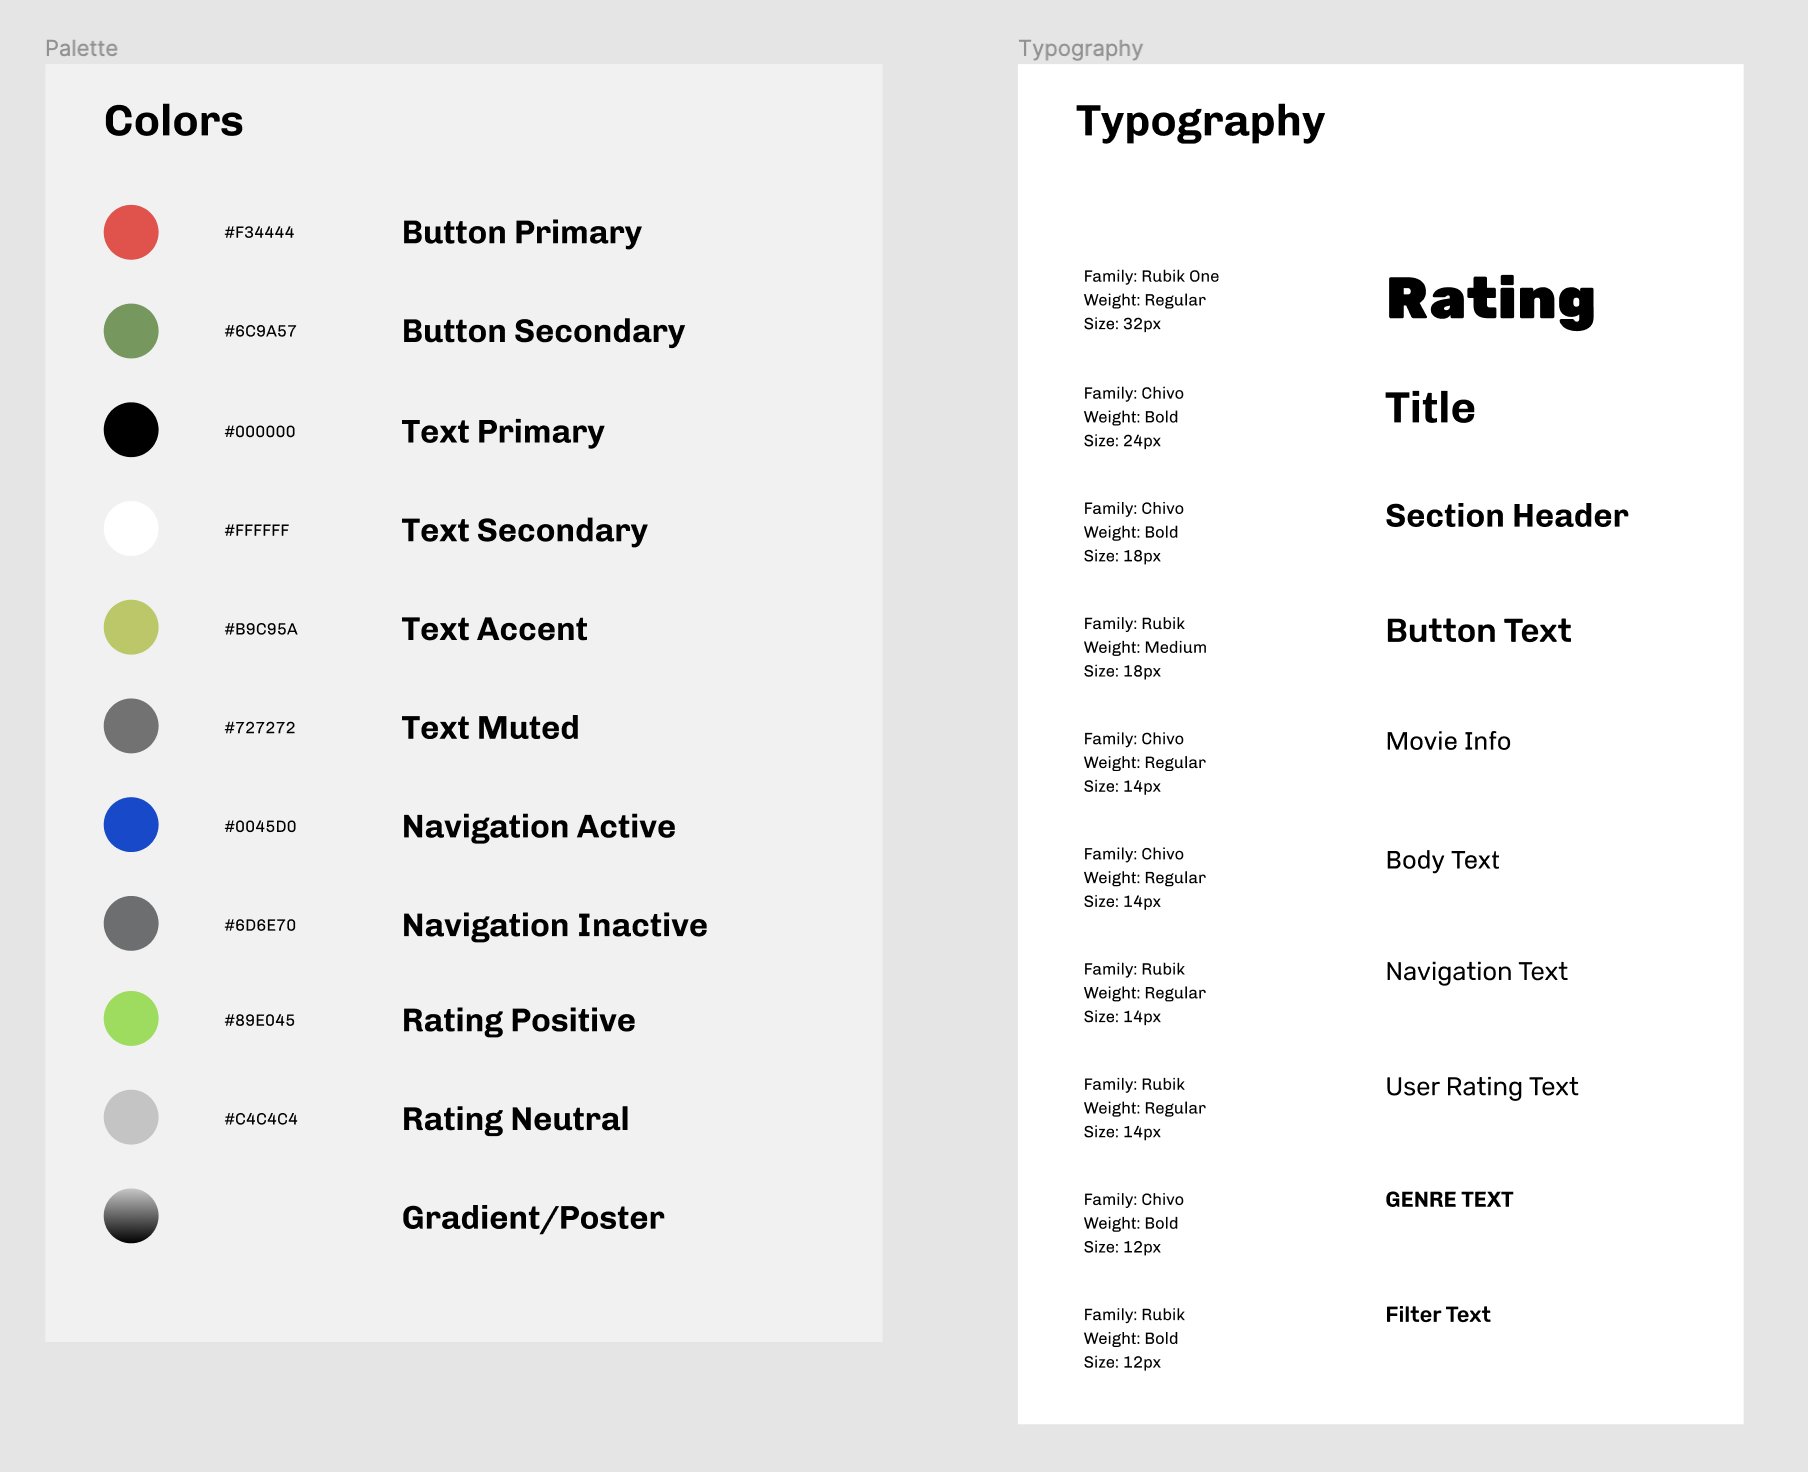 Palette
Colors
#F34444
Button Primary
#6C9A57
Button Secondary
#000000
Text Primary
#FFFFFF
Text Secondary
#B9C95A
Text Accent
#727272
Text Muted
#0045D0
Navigation Active
#6D6E70
Navigation Inactive
#89E045
Rating Positive
#C4C4C4
Rating Neutral
Gradient/Poster
Typography
Typography
Family: Rubik One
Weight: Regular
Size: 32px
Rating
Family: Chivo
Weight: Bold
Size: 24px
Title
Family: Chivo
Weight: Bold
Size: 18px
Section Header
Family: Rubik
Weight: Medium
Size: 18px
Button Text
Family: Chivo
Weight: Regular
Size: 14px
Movie Info
Family: Chivo
Weight: Regular
Size: 14px
Body Text
Family: Rubik
Weight: Regular
Size: 14px
Navigation Text
Family: Rubik
Weight: Regular
Size: 14px
User Rating Text
Family: Chivo
Weight: Bold
Size: 12px
GENRE TEXT
Family: Rubik
Weight: Bold
Size: 12px
Filter Text